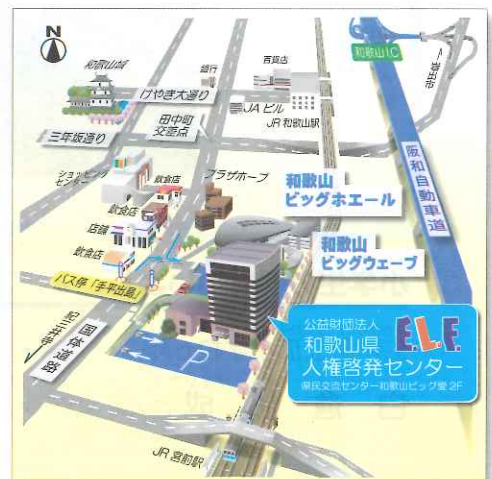 N
和歌山IC
和歌山城
銀行
百貨店
けやき大通り
JAビル
JR和歌山駅
三年坂通り
田中町
交差点
阪和自動車道
ショッピング
センター
飲食店
プラザホープ
和歌山
ビッグホエール
飲食店
店舗
飲食店
和歌山
ビッグウェーブ
バス停「手平出島」
紀三井寺
国体道路
P
公益財団法人
和歌山県
人権啓発センター
E.L.F.
県民交流センター和歌山ビッグ愛2F
JR宮前駅